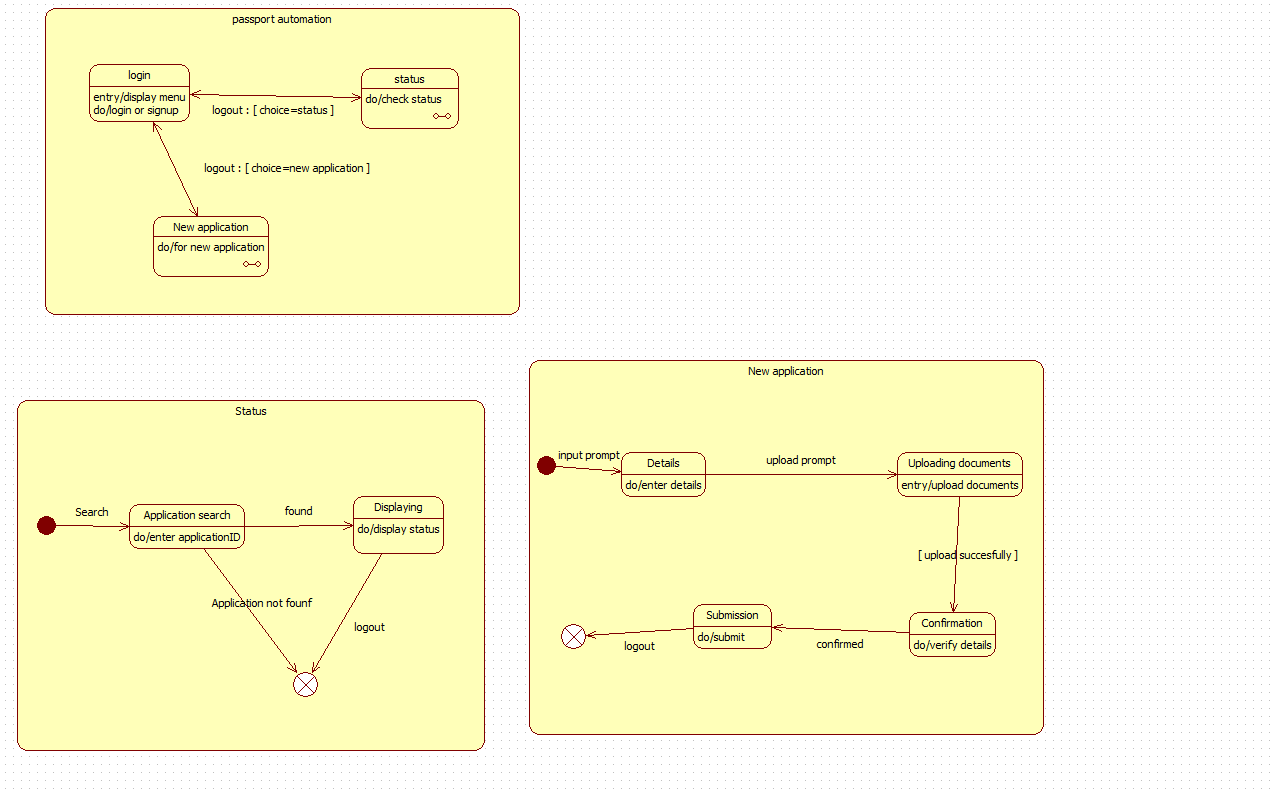 passport automation
login
entry/display menu
do/login or signup
status
do/check status
logout : [ choice=status ]
logout : [ choice=new application ]
New application
do/for new application
Status
Search
Application search
do/enter applicationID
found
Displaying
do/display status
Application not founf
logout
New application
input prompt
Details
do/enter details
upload prompt
Uploading documents
entry/upload documents
[ upload succesfully ]
Confirmation
do/verify details
confirmed
Submission
do/submit
logout